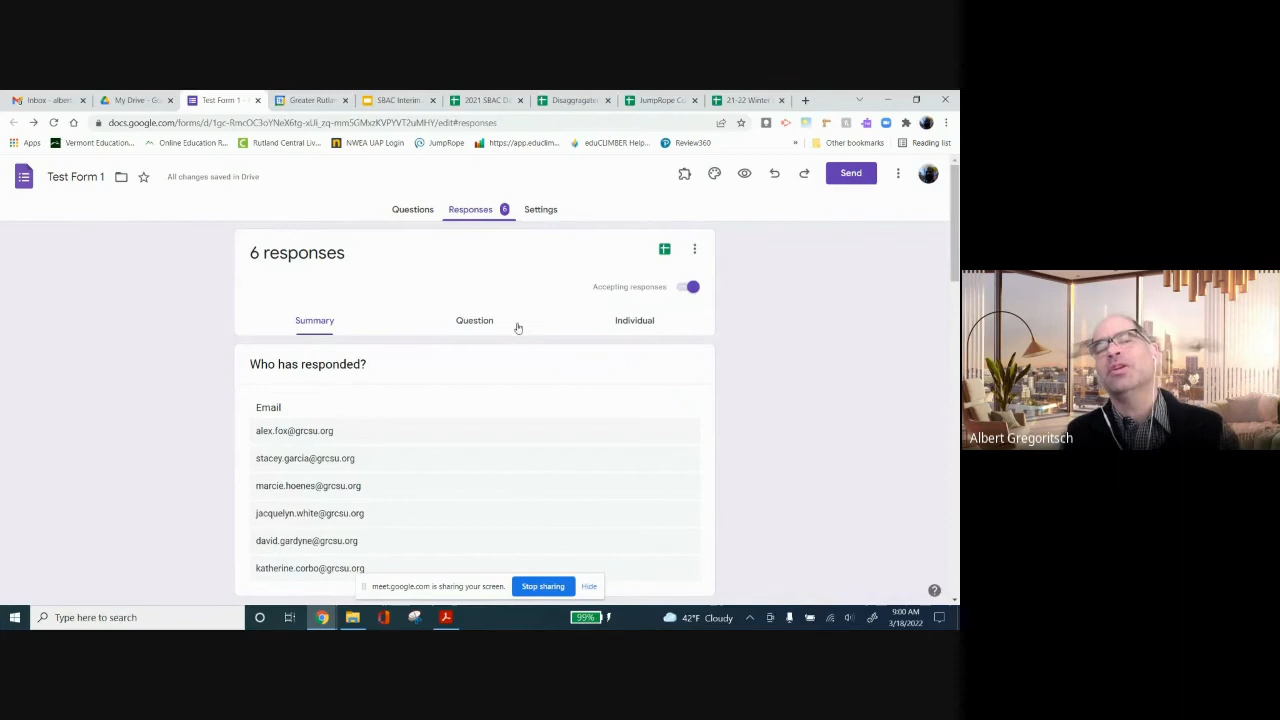 Inbox - albert
My Drive - Goo
Test Form 1 -
Greater Rutlan
SBAC Interim
2021 SBAC Da
Disaggregated
JumpRope Co
21-22 Winter
docs.google.com/forms/d/1gc-RmcOC3oYNeX6tg-xUi_zq-mm5GMxzKVPYVT2uMHY/edit#responses
Apps
Vermont Education...
Online Education R...
Rutland Central Livi...
NWEA UAP Login
JumpRope
https://app.educlim...
eduCLIMBER Help...
Review360
»
Other bookmarks
Reading list
Test Form 1
All changes saved in Drive
Send
Questions
Responses 6
Settings
6 responses
Accepting responses
Summary
Question
Individual
Who has responded?
Email
alex.fox@grcsu.org
stacey.garcia@grcsu.org
marcie.hoenes@grcsu.org
jacquelyn.white@grcsu.org
david.gardyne@grcsu.org
katherine.corbo@grcsu.org
meet.google.com is sharing your screen.
Stop sharing
Hide
Albert Gregoritsch
Type here to search
99%
42°F Cloudy
9:00 AM
3/18/2022